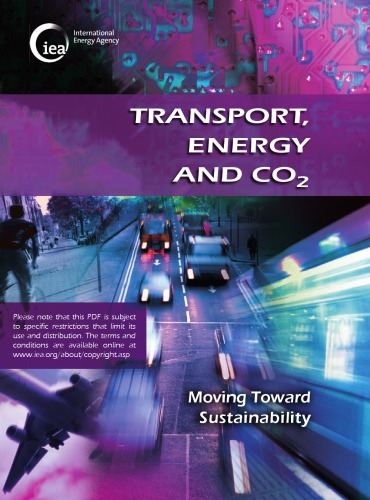 iea
International
Energy Agency
TRANSPORT,
ENERGY
AND CO₂
Please note that this PDF is subject
to specific restrictions that limit its
use and distribution. The terms and
conditions are available online at
www.iea.org/about/copyright.asp
Moving Toward
Sustainability